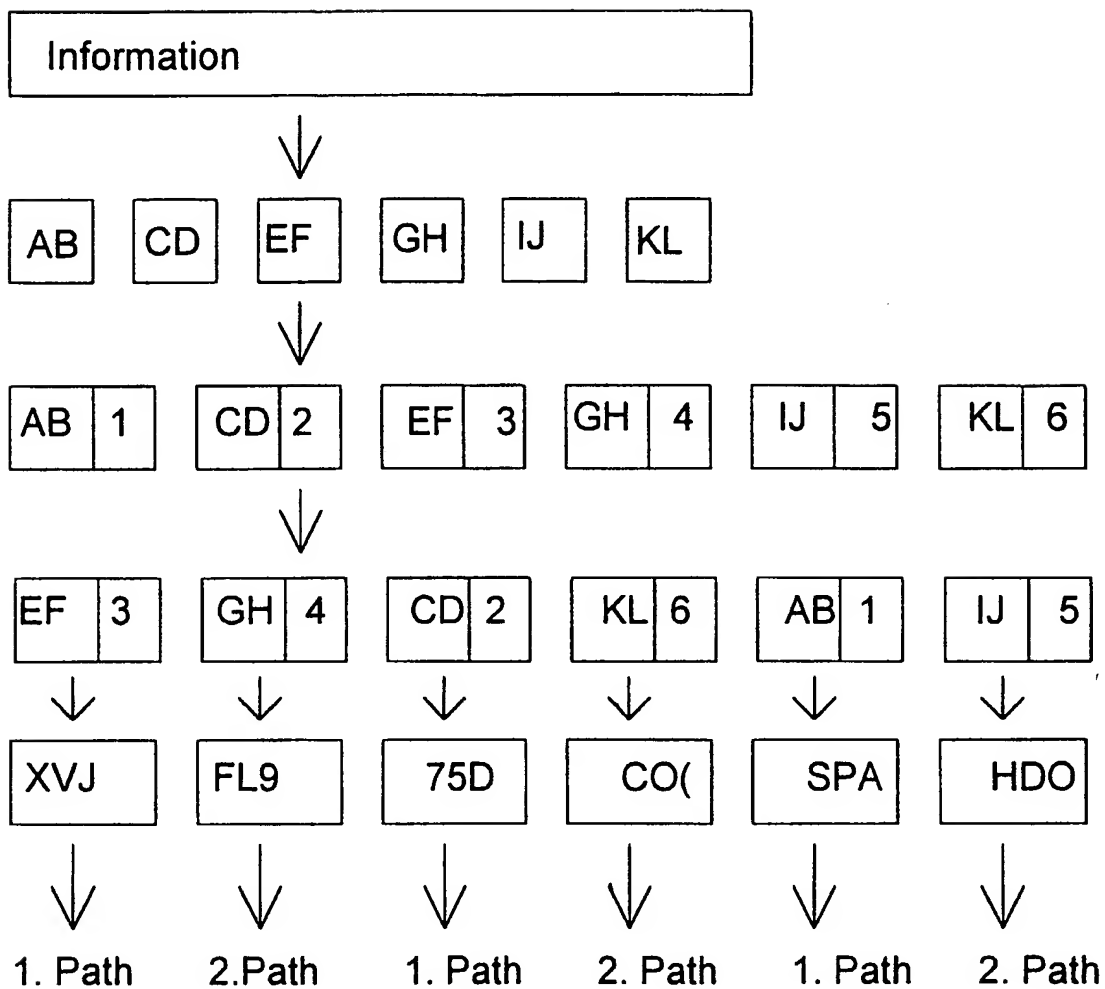 Information
AB CD EF GH IJ KL
AB 1 CD 2 EF 3 GH 4 IJ 5 KL 6
EF 3 GH 4 CD 2 KL 6 AB 1 IJ 5
XVJ FL9 75D CO( SPA HDO
1. Path 2.Path 1. Path 2. Path 1. Path 2. Path